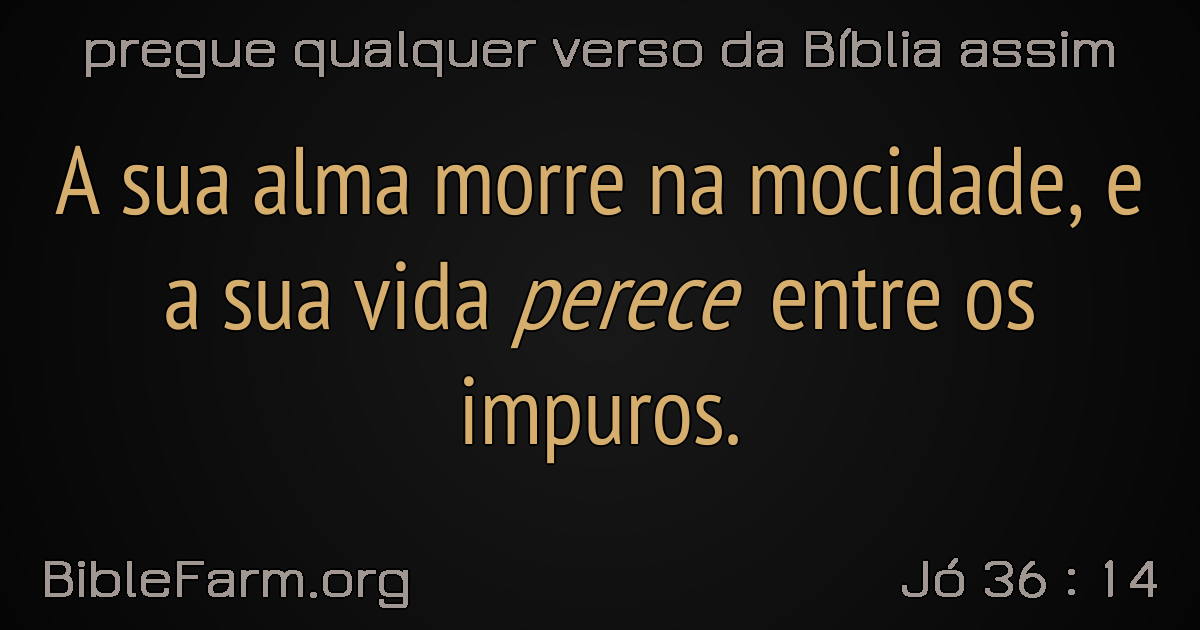 pregue qualquer verso da Bíblia assim
A sua alma morre na mocidade, e
a sua vida perece entre os
impuros.
BibleFarm.org
Jó 36 : 14